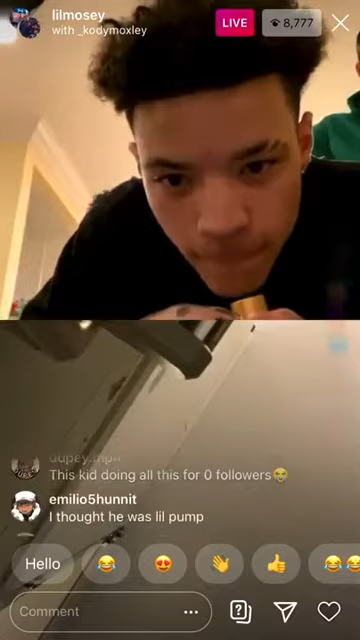 lilmosey
with _kodymoxley
LIVE
8,777
This kid doing all this for 0 followers😭
emilio5hunnit
I thought he was lil pump
Hello
Comment